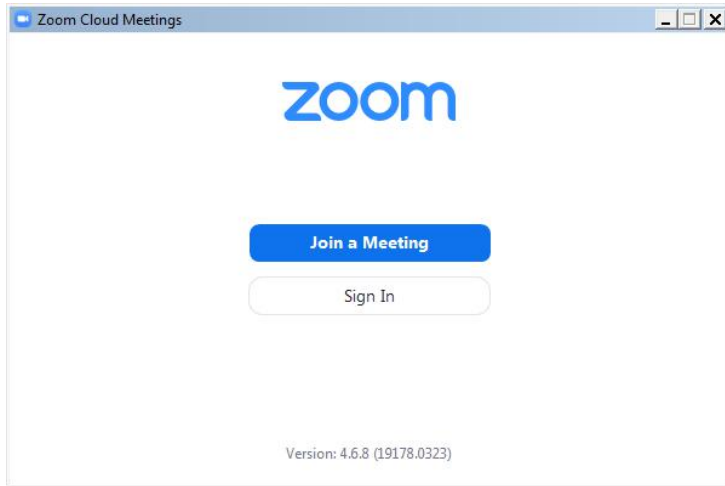 Zoom Cloud Meetings
zoom
Join a Meeting
Sign In
Version: 4.6.8 (19178.0323)